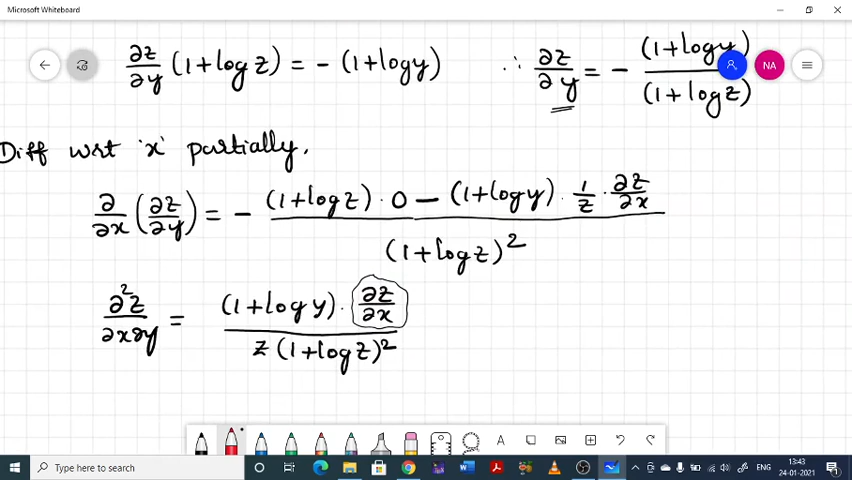 Microsoft Whiteboard
∂z/∂y (1+log z) = - (1+log y) ∴ ∂z/∂y = - (1+log y)/(1+log z)
NA
Diff wrt 'x' partially,
∂/∂x (∂z/∂y) = - ((1+log z) · 0 - (1+log y) · 1/z · ∂z/∂x)/(1+log z)²
∂²z/∂x∂y = ((1+log y) · ∂z/∂x)/(z (1+log z)²)
A
Type here to search
ENG
13:43
24-01-2021